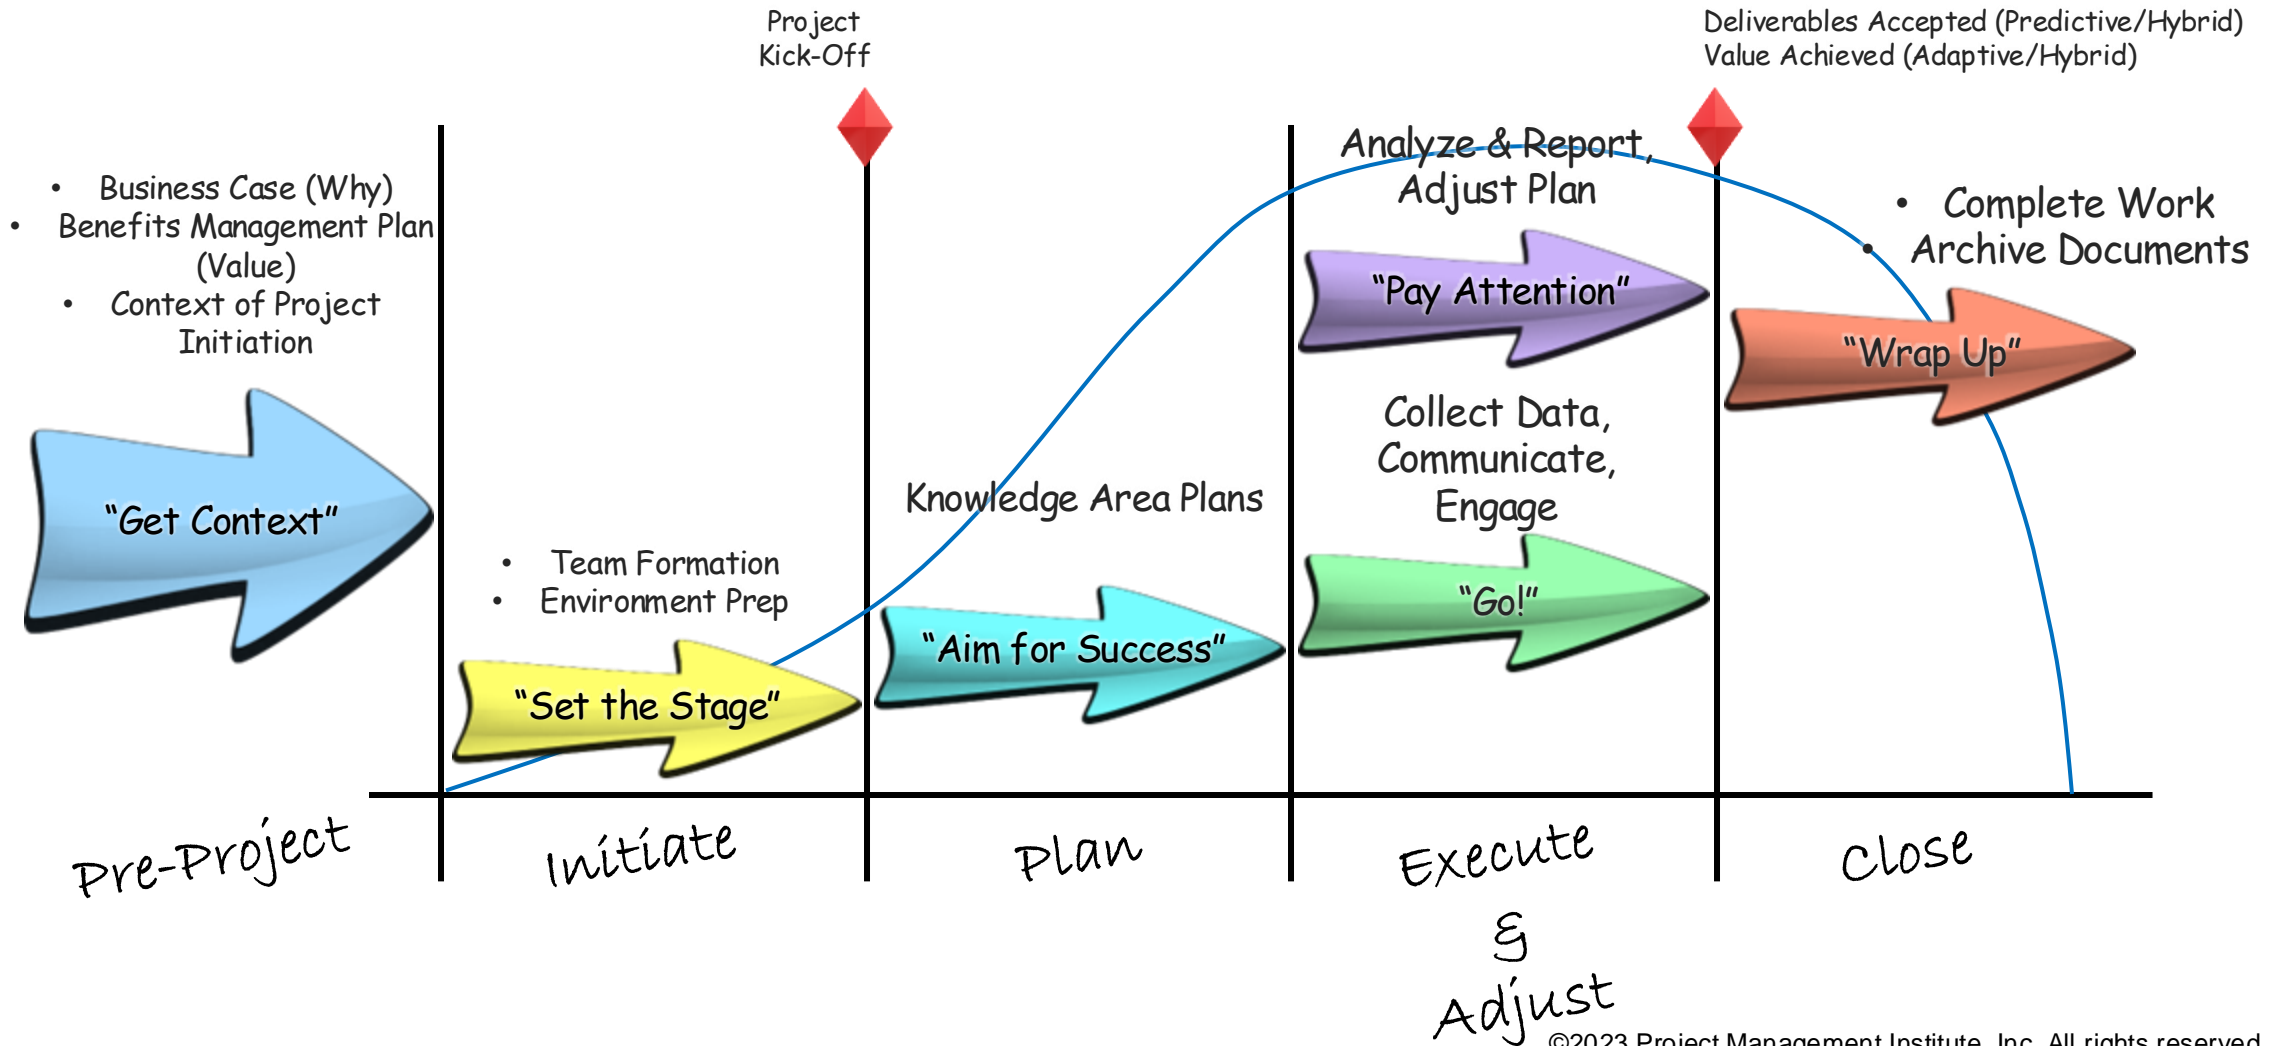 Project
Kick-Off
Deliverables Accepted (Predictive/Hybrid)
Value Achieved (Adaptive/Hybrid)
• Business Case (Why)
• Benefits Management Plan
(Value)
• Context of Project
Initiation
“Get Context”
• Team Formation
• Environment Prep
“Set the Stage”
Knowledge Area Plans
“Aim for Success”
Analyze & Report,
Adjust Plan
“Pay Attention”
Collect Data,
Communicate,
Engage
“Go!”
• Complete Work
• Archive Documents
“Wrap Up”
Pre-Project
Initiate
Plan
Execute
&
Adjust
Close
©2023 Project Management Institute, Inc. All rights reserved